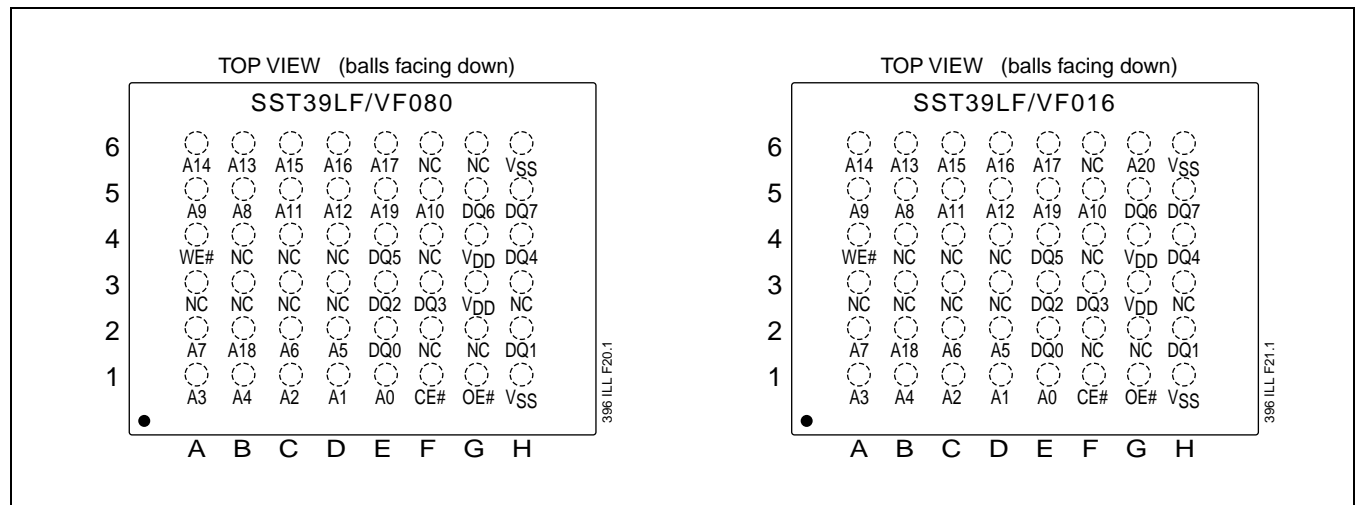 TOP VIEW (balls facing down)
SST39LF/VF080
6
A14 A13 A15 A16 A17 NC NC VSS
5
A9 A8 A11 A12 A19 A10 DQ6 DQ7
4
WE# NC NC NC DQ5 NC VDD DQ4
3
NC NC NC NC DQ2 DQ3 VDD NC
2
A7 A18 A6 A5 DQ0 NC NC DQ1
1
A3 A4 A2 A1 A0 CE# OE# VSS
A B C D E F G H
396 ILL F20.1
TOP VIEW (balls facing down)
SST39LF/VF016
6
A14 A13 A15 A16 A17 NC A20 VSS
5
A9 A8 A11 A12 A19 A10 DQ6 DQ7
4
WE# NC NC NC DQ5 NC VDD DQ4
3
NC NC NC NC DQ2 DQ3 VDD NC
2
A7 A18 A6 A5 DQ0 NC NC DQ1
1
A3 A4 A2 A1 A0 CE# OE# VSS
A B C D E F G H
396 ILL F21.1